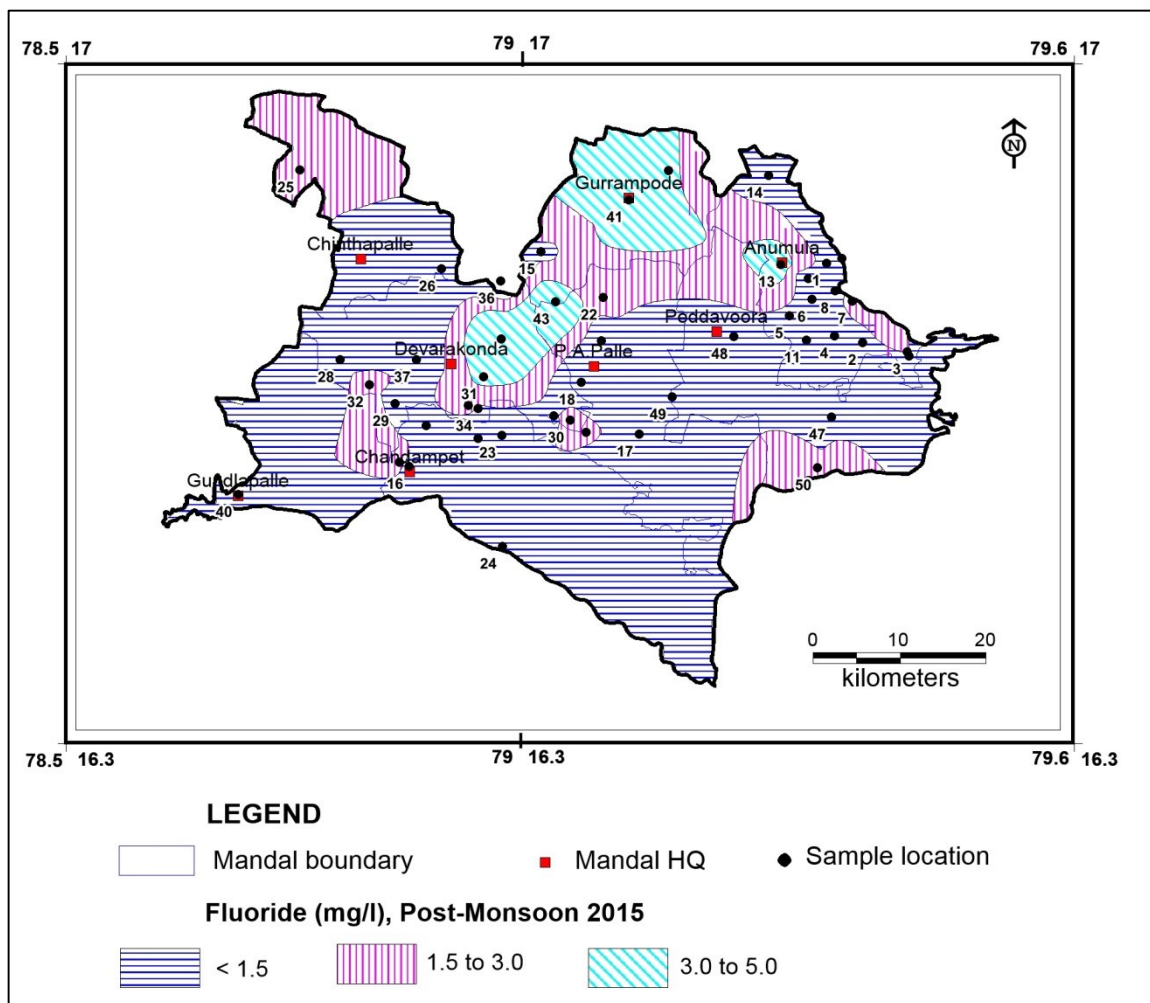 78.5 17
79 17
79.6 17
N
25
Gurrampode
41
14
Chinthapalle
26
15
36
Anumula
13
1
43
22
Peddavoora
6
8
7
5
48
11
4
2
3
Devarakonda
P.A.Palle
28
37
32
31
18
29
34
30
49
23
17
47
Chandampet
16
50
Gundlapalle
40
24
0 10 20
kilometers
78.5 16.3
79 16.3
79.6 16.3
LEGEND
Mandal boundary Mandal HQ Sample location
Fluoride (mg/l), Post-Monsoon 2015
< 1.5 1.5 to 3.0 3.0 to 5.0